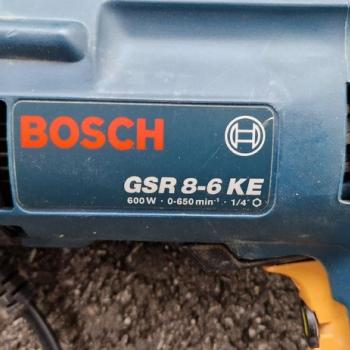 BOSCH
GSR 8-6 KE
600 W · 0-650 min⁻¹ · 1/4"